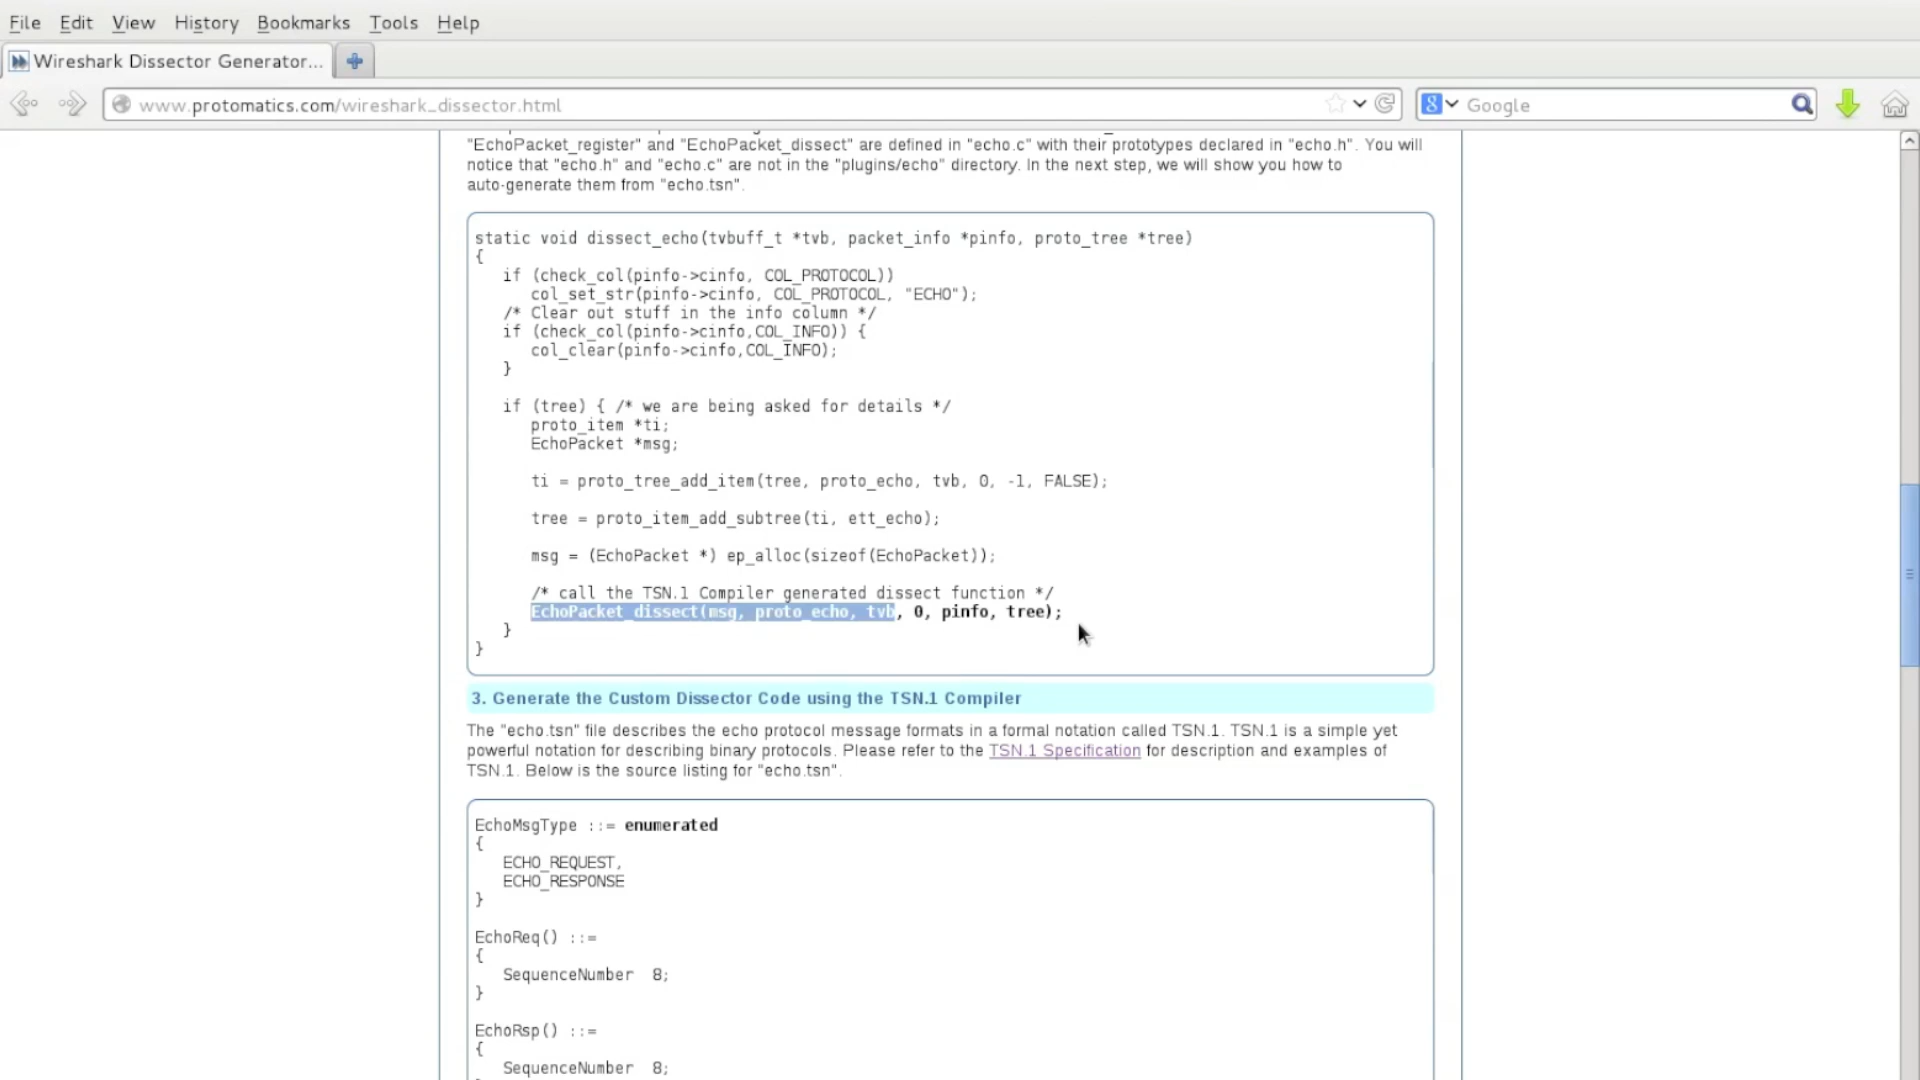 File Edit View History Bookmarks Tools Help
Wireshark Dissector Generator...
www.protomatics.com/wireshark_dissector.html
Google
"EchoPacket_register" and "EchoPacket_dissect" are defined in "echo.c" with their prototypes declared in "echo.h". You will
notice that "echo.h" and "echo.c" are not in the "plugins/echo" directory. In the next step, we will show you how to
auto-generate them from "echo.tsn".
static void dissect_echo(tvbuff_t *tvb, packet_info *pinfo, proto_tree *tree)
{
if (check_col(pinfo->cinfo, COL_PROTOCOL))
col_set_str(pinfo->cinfo, COL_PROTOCOL, "ECHO");
/* Clear out stuff in the info column */
if (check_col(pinfo->cinfo,COL_INFO)) {
col_clear(pinfo->cinfo,COL_INFO);
}
if (tree) { /* we are being asked for details */
proto_item *ti;
EchoPacket *msg;
ti = proto_tree_add_item(tree, proto_echo, tvb, 0, -1, FALSE);
tree = proto_item_add_subtree(ti, ett_echo);
msg = (EchoPacket *) ep_alloc(sizeof(EchoPacket));
/* call the TSN.1 Compiler generated dissect function */
EchoPacket_dissect(msg, proto_echo, tvb, 0, pinfo, tree);
}
}
3. Generate the Custom Dissector Code using the TSN.1 Compiler
The "echo.tsn" file describes the echo protocol message formats in a formal notation called TSN.1. TSN.1 is a simple yet
powerful notation for describing binary protocols. Please refer to the TSN.1 Specification for description and examples of
TSN.1. Below is the source listing for "echo.tsn".
EchoMsgType ::= enumerated
{
ECHO_REQUEST,
ECHO_RESPONSE
}
EchoReq() ::=
{
SequenceNumber 8;
}
EchoRsp() ::=
{
SequenceNumber 8;